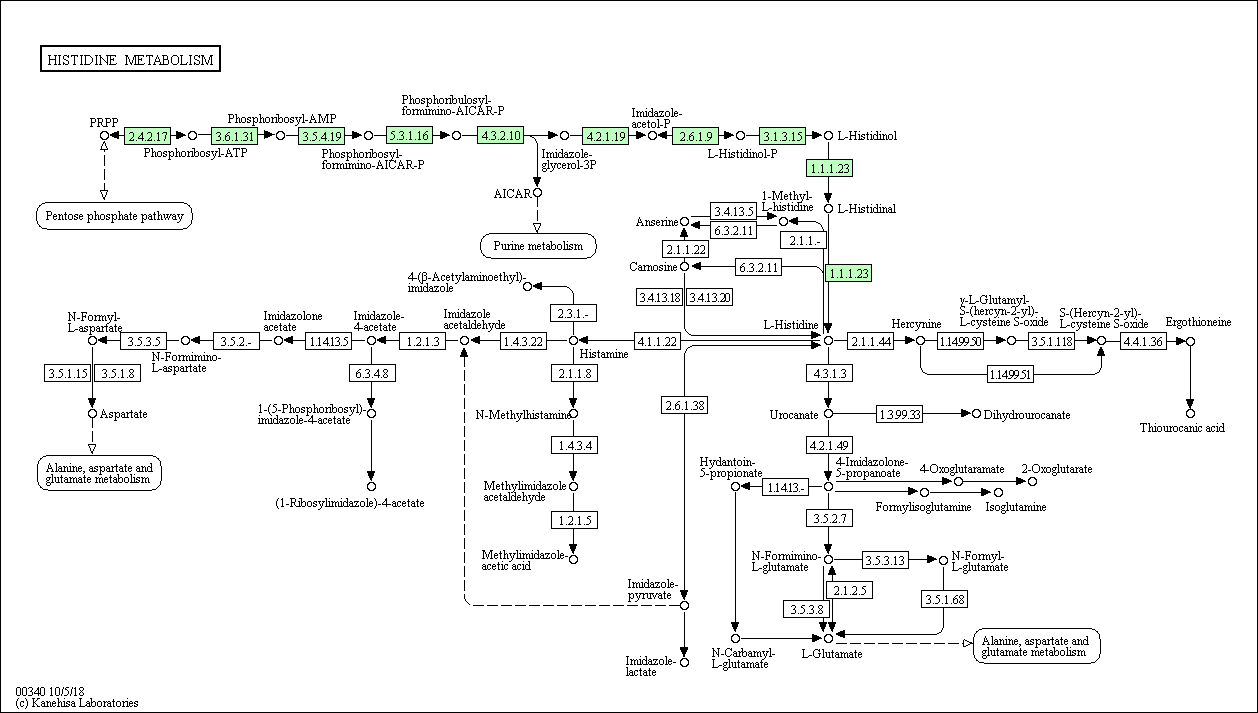 HISTIDINE METABOLISM
PRPP
2.4.2.17
Phosphoribosyl-ATP
3.6.1.31
Phosphoribosyl-AMP
3.5.4.19
Phosphoribosyl-
formimino-AICAR-P
5.3.1.16
Phosphoribulosyl-
formimino-AICAR-P
4.3.2.10
Imidazole-
glycerol-3P
4.2.1.19
Imidazole-
acetol-P
2.6.1.9
L-Histidinol-P
3.1.3.15
L-Histidinol
1.1.1.23
L-Histidinal
AICAR
Pentose phosphate pathway
Purine metabolism
1-Methyl-
L-histidine
Anserine
3.4.13.5
6.3.2.11
2.1.1.-
2.1.1.22
Carnosine
6.3.2.11
1.1.1.23
3.4.13.18
3.4.13.20
4-(β-Acetylaminoethyl)-
imidazole
2.3.1.-
N-Formyl-
L-aspartate
3.5.3.5
N-Formimino-
L-aspartate
3.5.2.-
Imidazolone
acetate
1.14.13.5
Imidazole-
4-acetate
1.2.1.3
Imidazole
acetaldehyde
1.4.3.22
Histamine
4.1.1.22
L-Histidine
2.1.1.44
Hercynine
1.14.99.50
γ-L-Glutamyl-
S-(hercyn-2-yl)-
L-cysteine S-oxide
3.5.1.118
S-(Hercyn-2-yl)-
L-cysteine S-oxide
4.4.1.36
Ergothioneine
1.14.99.51
3.5.1.15
3.5.1.8
6.3.4.8
2.1.1.8
4.3.1.3
2.6.1.38
Aspartate
1-(5-Phosphoribosyl)-
imidazole-4-acetate
N-Methylhistamine
Urocanate
1.3.99.33
Dihydrourocanate
Thiourocanic acid
1.4.3.4
4.2.1.49
Alanine, aspartate and
glutamate metabolism
(1-Ribosylimidazole)-4-acetate
Methylimidazole
acetaldehyde
Hydantoin-
5-propionate
1.14.13.-
4-Imidazolone-
5-propanoate
4-Oxoglutaramate
2-Oxoglutarate
Formylisoglutamine
Isoglutamine
1.2.1.5
3.5.2.7
Methylimidazole-
acetic acid
N-Formimino-
L-glutamate
3.5.3.13
N-Formyl-
L-glutamate
Imidazole-
pyruvate
2.1.2.5
3.5.3.8
3.5.1.68
Imidazole-
lactate
N-Carbamyl-
L-glutamate
L-Glutamate
Alanine, aspartate and
glutamate metabolism
00340 10/5/18
(c) Kanehisa Laboratories